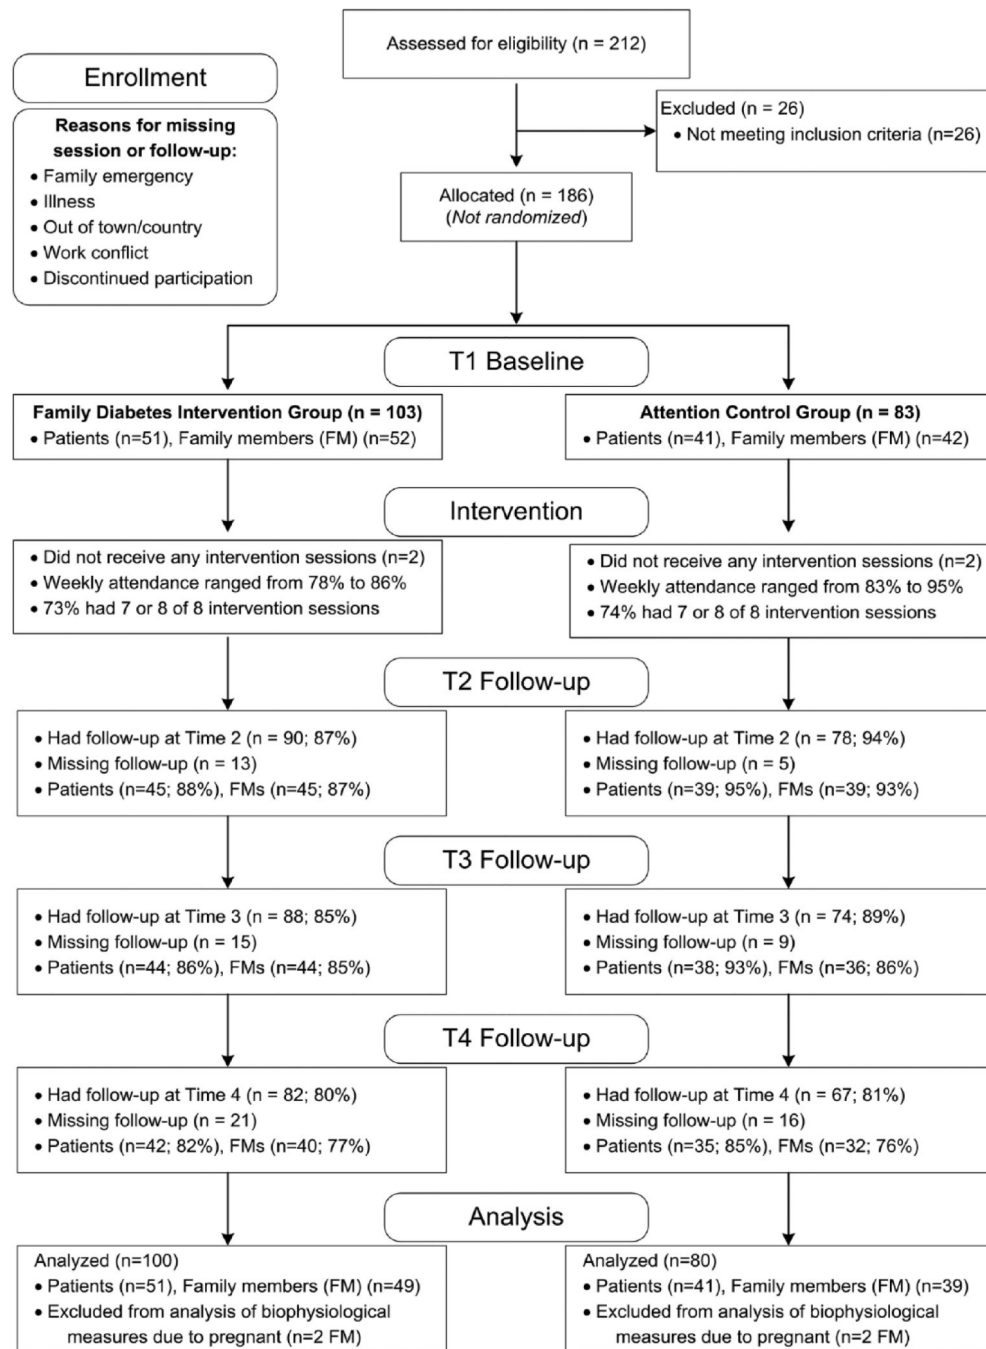 Assessed for eligibility (n = 212)
Enrollment
Reasons for missing
session or follow-up:
• Family emergency
• Illness
• Out of town/country
• Work conflict
• Discontinued participation
Excluded (n = 26)
• Not meeting inclusion criteria (n=26)
Allocated (n = 186)
(Not randomized)
T1 Baseline
Family Diabetes Intervention Group (n = 103)
• Patients (n=51), Family members (FM) (n=52)
Attention Control Group (n = 83)
• Patients (n=41), Family members (FM) (n=42)
Intervention
• Did not receive any intervention sessions (n=2)
• Weekly attendance ranged from 78% to 86%
• 73% had 7 or 8 of 8 intervention sessions
• Did not receive any intervention sessions (n=2)
• Weekly attendance ranged from 83% to 95%
• 74% had 7 or 8 of 8 intervention sessions
T2 Follow-up
• Had follow-up at Time 2 (n = 90; 87%)
• Missing follow-up (n = 13)
• Patients (n=45; 88%), FMs (n=45; 87%)
• Had follow-up at Time 2 (n = 78; 94%)
• Missing follow-up (n = 5)
• Patients (n=39; 95%), FMs (n=39; 93%)
T3 Follow-up
• Had follow-up at Time 3 (n = 88; 85%)
• Missing follow-up (n = 15)
• Patients (n=44; 86%), FMs (n=44; 85%)
• Had follow-up at Time 3 (n = 74; 89%)
• Missing follow-up (n = 9)
• Patients (n=38; 93%), FMs (n=36; 86%)
T4 Follow-up
• Had follow-up at Time 4 (n = 82; 80%)
• Missing follow-up (n = 21)
• Patients (n=42; 82%), FMs (n=40; 77%)
• Had follow-up at Time 4 (n = 67; 81%)
• Missing follow-up (n = 16)
• Patients (n=35; 85%), FMs (n=32; 76%)
Analysis
Analyzed (n=100)
• Patients (n=51), Family members (FM) (n=49)
• Excluded from analysis of biophysiological
measures due to pregnant (n=2 FM)
Analyzed (n=80)
• Patients (n=41), Family members (FM) (n=39)
• Excluded from analysis of biophysiological
measures due to pregnant (n=2 FM)